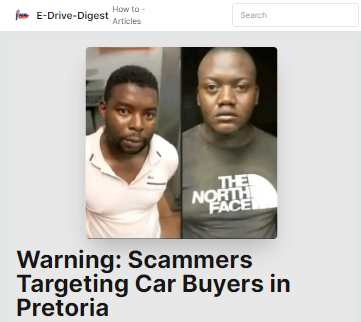 E-Drive-Digest
How to -
Articles
Search
THE
NORTH
FACE
Warning: Scammers
Targeting Car Buyers in
Pretoria